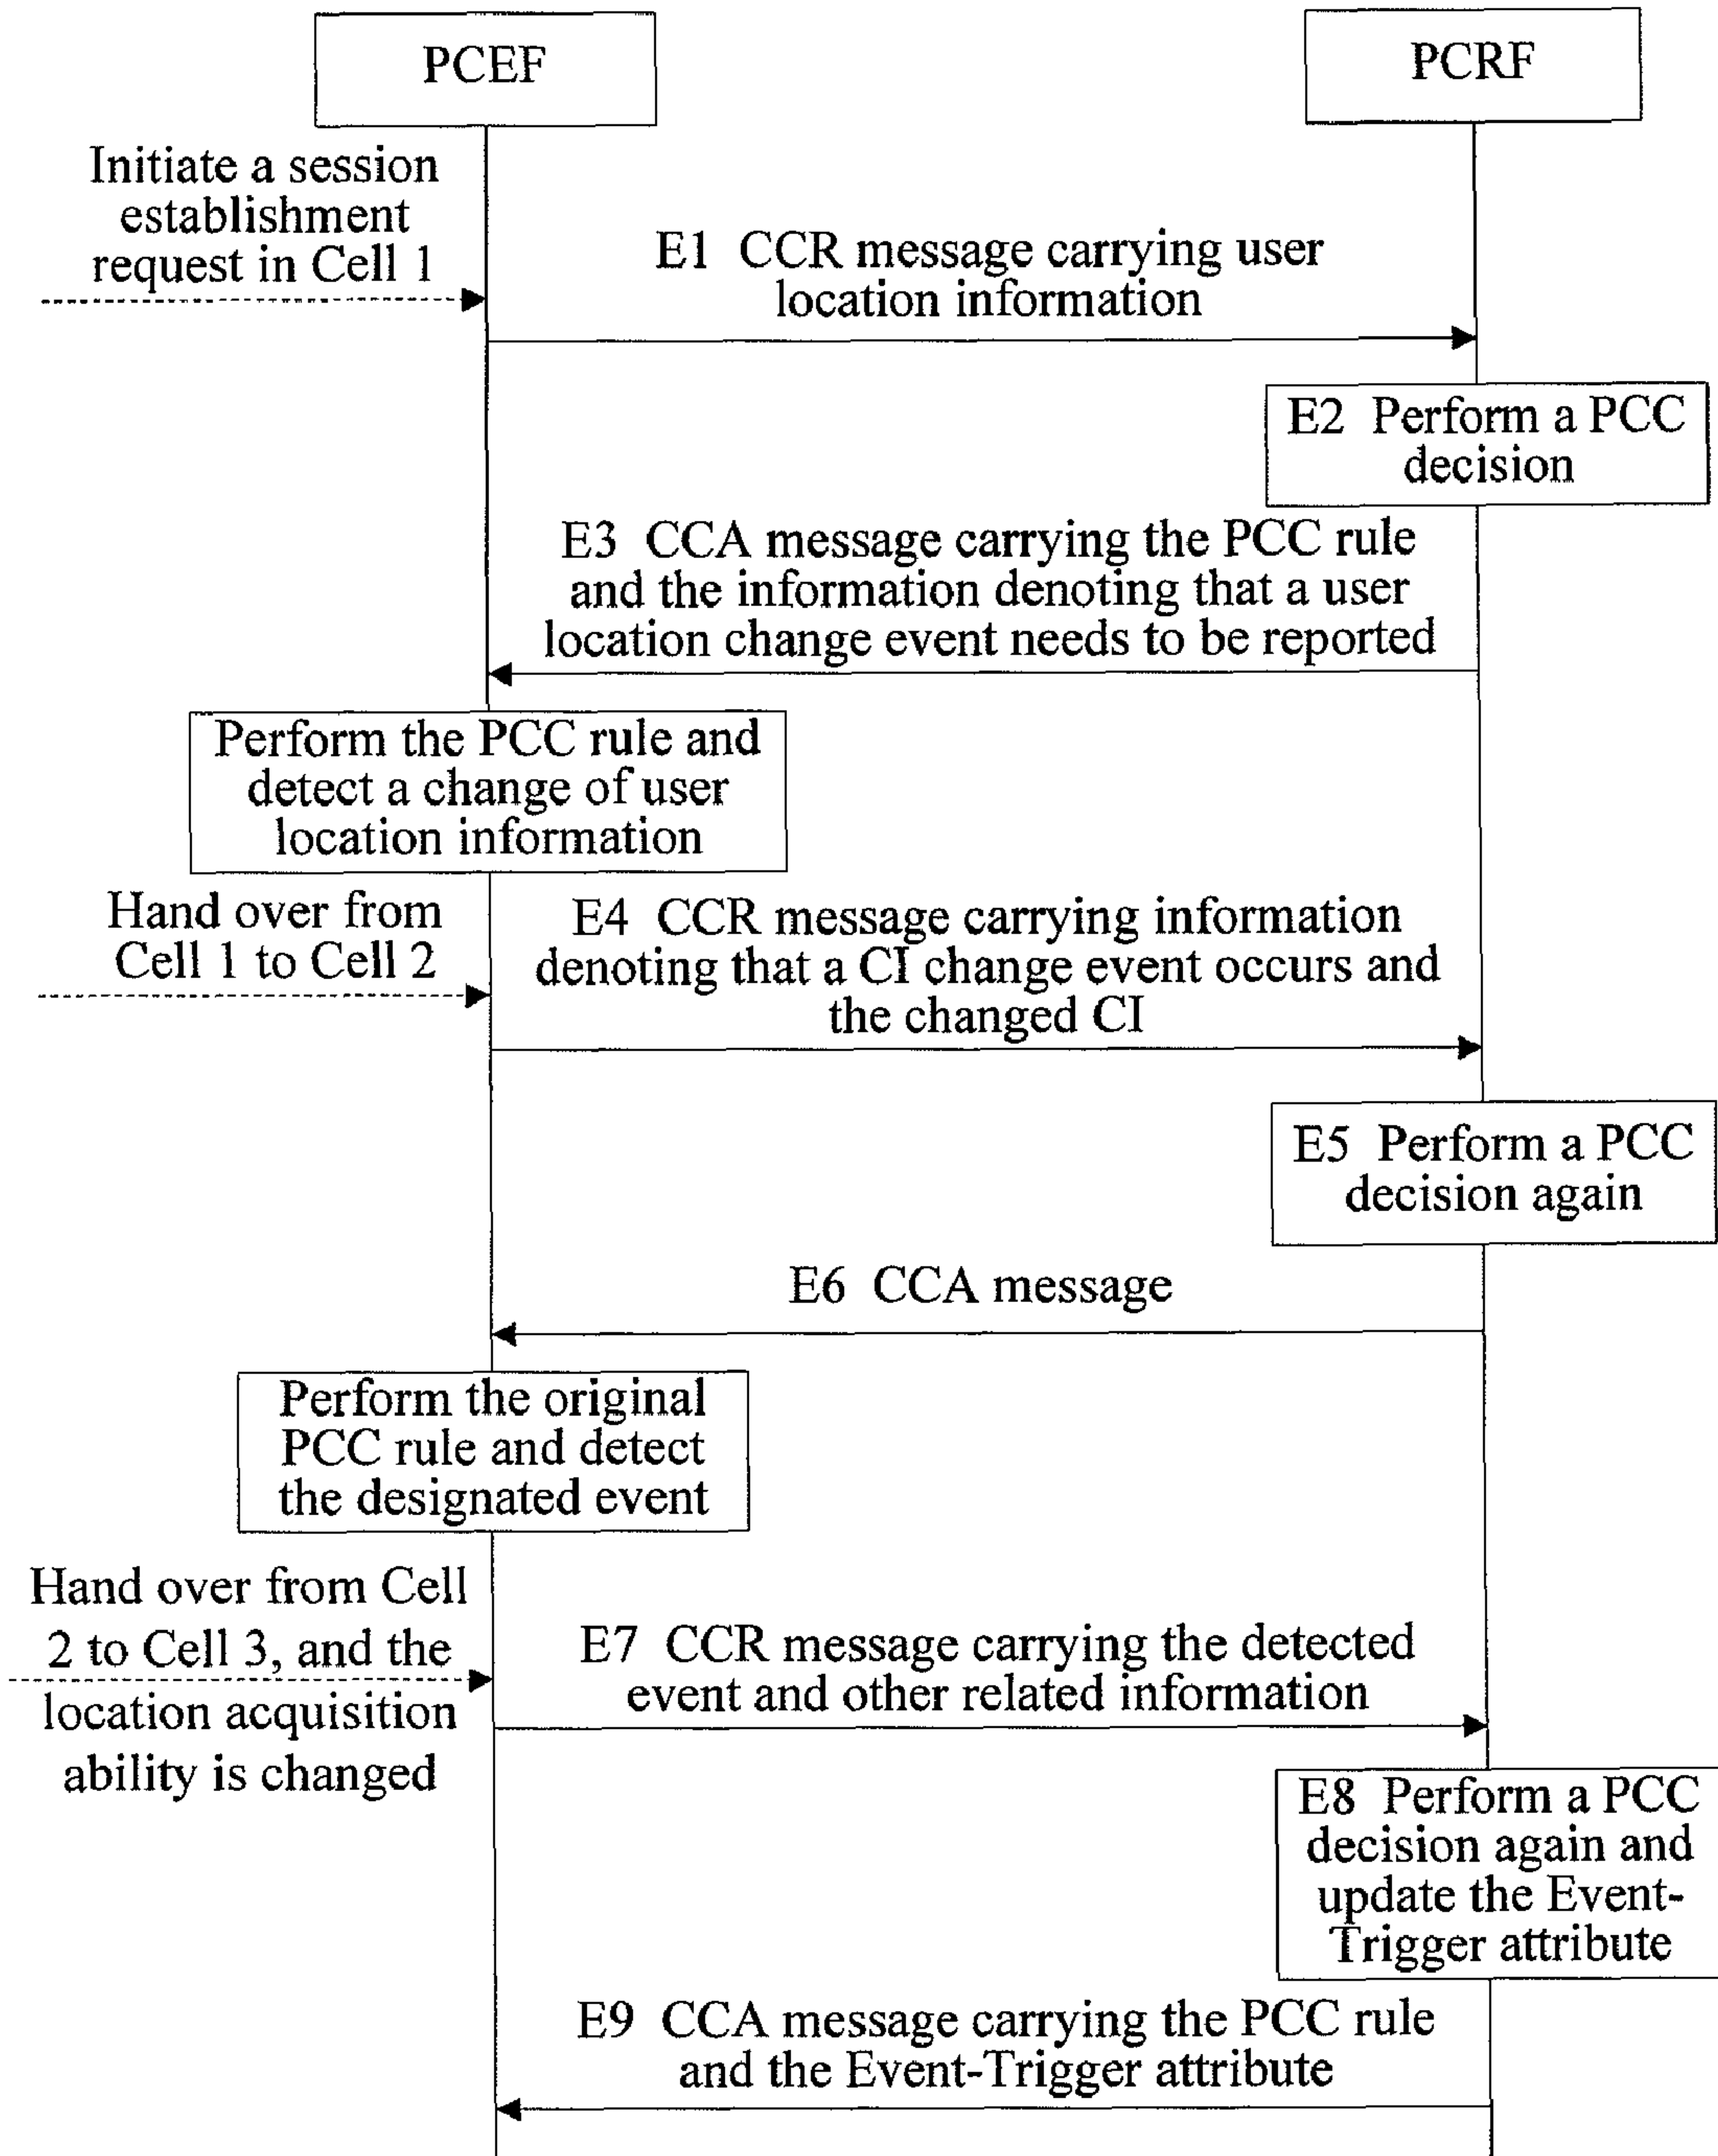 PCEF
PCRF
Initiate a session
establishment
request in Cell 1
E1 CCR message carrying user
location information
E2 Perform a PCC
decision
E3 CCA message carrying the PCC rule
and the information denoting that a user
location change event needs to be reported
Perform the PCC rule and
detect a change of user
location information
Hand over from
Cell 1 to Cell 2
E4 CCR message carrying information
denoting that a CI change event occurs and
the changed CI
E5 Perform a PCC
decision again
E6 CCA message
Perform the original
PCC rule and detect
the designated event
Hand over from Cell
2 to Cell 3, and the
location acquisition
ability is changed
E7 CCR message carrying the detected
event and other related information
E8 Perform a PCC
decision again and
update the Event-
Trigger attribute
E9 CCA message carrying the PCC rule
and the Event-Trigger attribute